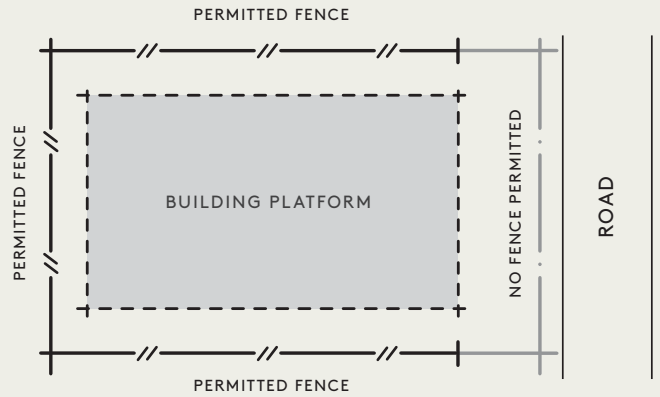 PERMITTED FENCE
PERMITTED FENCE
BUILDING PLATFORM
NO FENCE PERMITTED
ROAD
PERMITTED FENCE